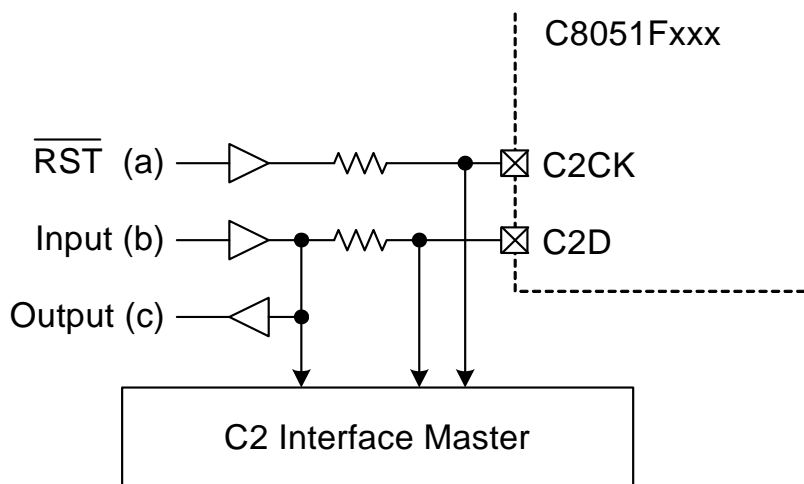 C8051Fxxx
RST (a)
C2CK
Input (b)
C2D
Output (c)
C2 Interface Master